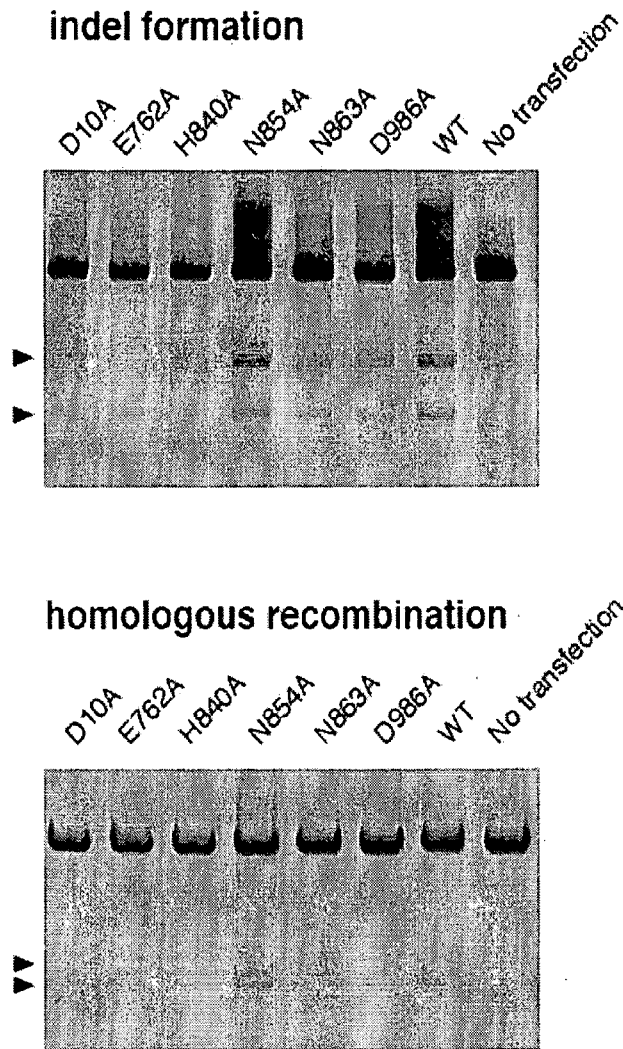 indel formation
D10A E762A H840A N854A N863A D986A WT No transfection
homologous recombination
D10A E762A H840A N854A N863A D986A WT No transfection